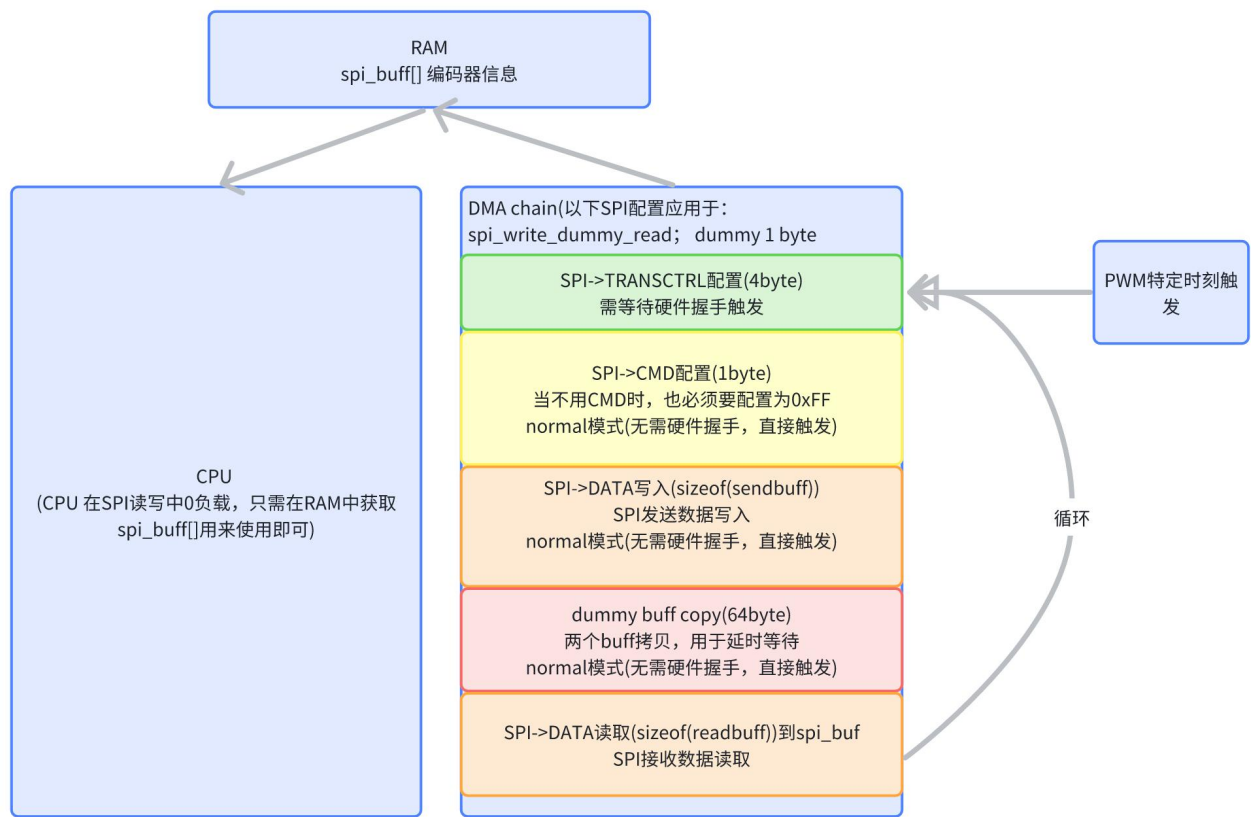 RAM
spi_buff[] 编码器信息
DMA chain(以下SPI配置应用于：
spi_write_dummy_read； dummy 1 byte
SPI->TRANSCTRL配置(4byte)
需等待硬件握手触发
PWM特定时刻触
发
SPI->CMD配置(1byte)
当不用CMD时，也必须要配置为0xFF
normal模式(无需硬件握手，直接触发)
CPU
(CPU 在SPI读写中0负载，只需在RAM中获取
spi_buff[]用来使用即可)
SPI->DATA写入(sizeof(sendbuff))
SPI发送数据写入
normal模式(无需硬件握手，直接触发)
循环
dummy buff copy(64byte)
两个buff拷贝，用于延时等待
normal模式(无需硬件握手，直接触发)
SPI->DATA读取(sizeof(readbuff))到spi_buf
SPI接收数据读取